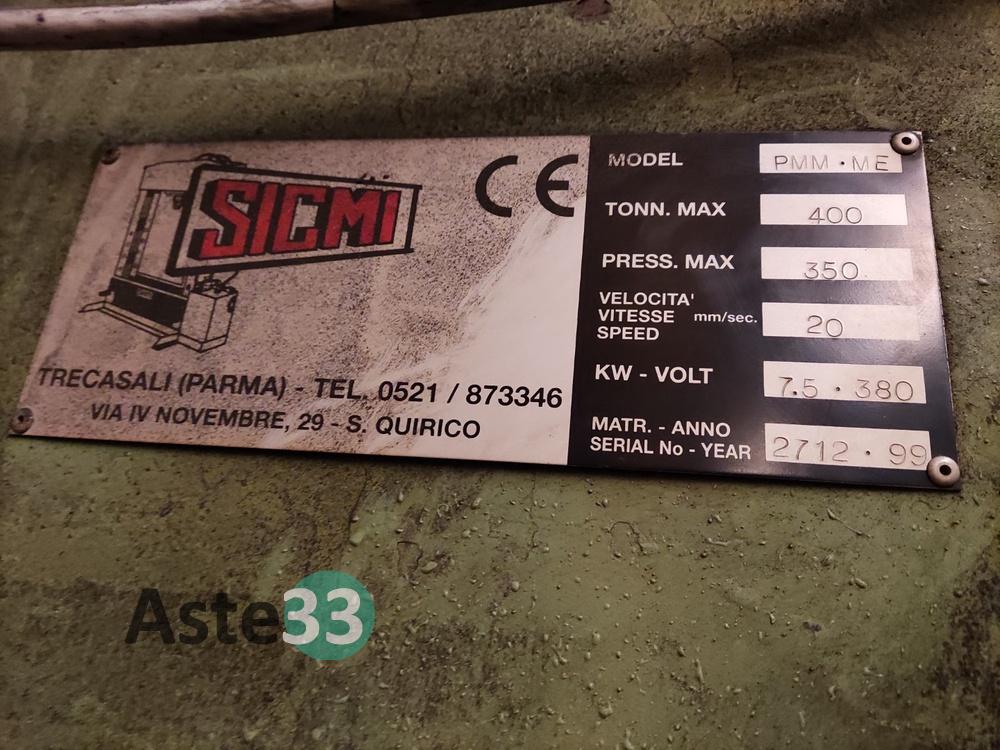 SICMI
CE
TRECASALI (PARMA) - TEL. 0521 / 873346
VIA IV NOVEMBRE, 29 - S. QUIRICO
MODEL PMM · ME
TONN. MAX 400
PRESS. MAX 350
VELOCITA'
VITESSE mm/sec. 20
SPEED
KW - VOLT 7.5 · 380
MATR. - ANNO
SERIAL No - YEAR 2712 · 99
Aste33